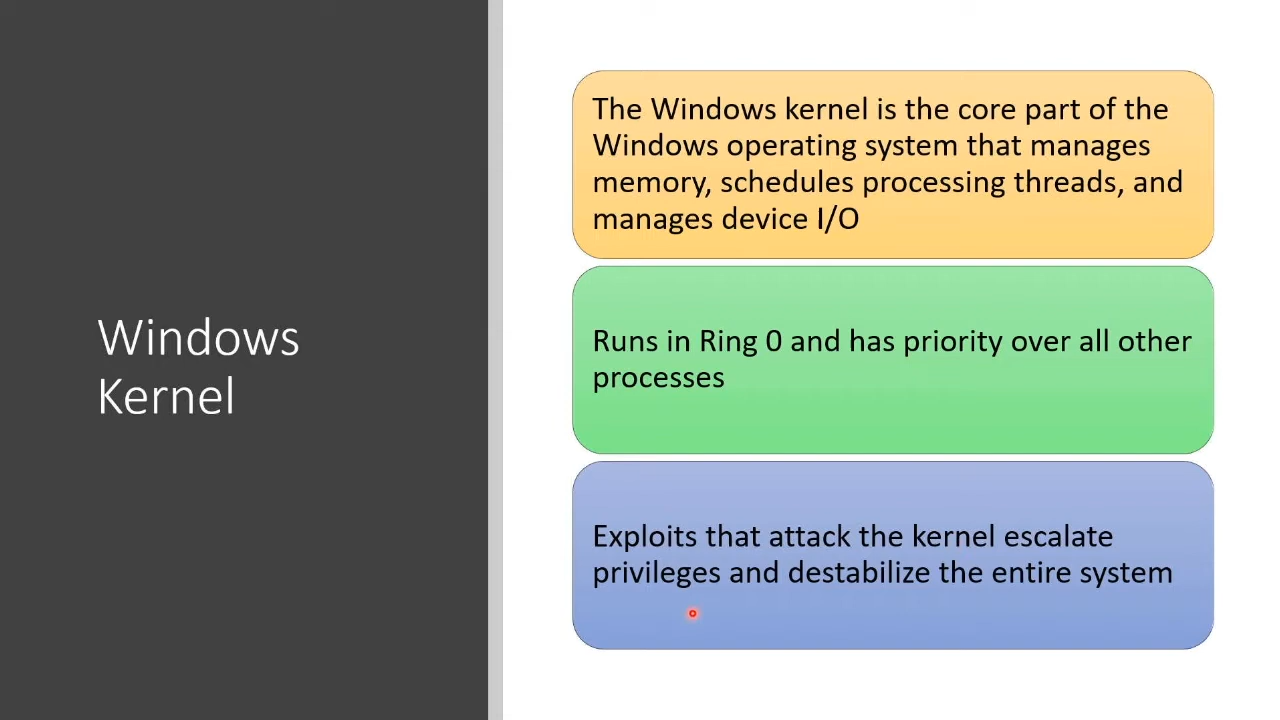 Windows
Kernel
The Windows kernel is the core part of the
Windows operating system that manages
memory, schedules processing threads, and
manages device I/O
Runs in Ring 0 and has priority over all other
processes
Exploits that attack the kernel escalate
privileges and destabilize the entire system